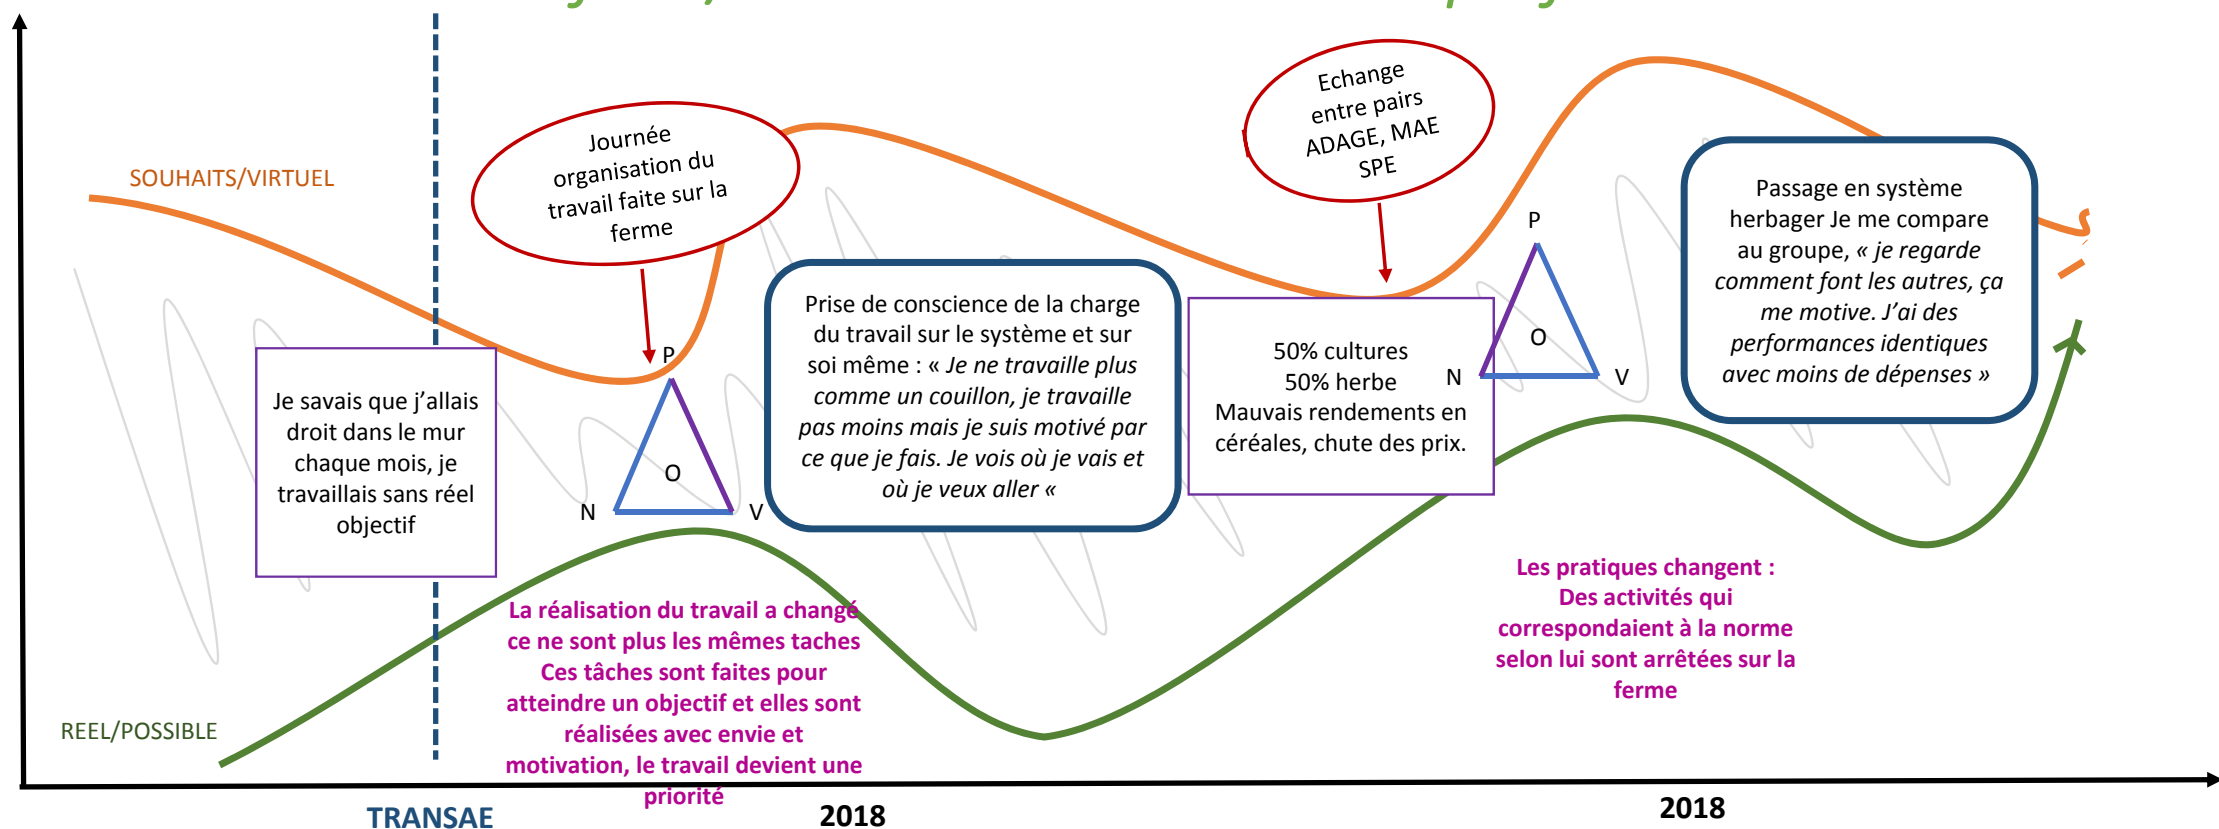 SOUHAITS/VIRTUEL
Journée
organisation du
travail faite sur la
ferme
Echange
entre pairs
ADAGE, MAE
SPE
Je savais que j’allais
droit dans le mur
chaque mois, je
travaillais sans réel
objectif
P
O
N
V
Prise de conscience de la charge
du travail sur le système et sur
soi même : « Je ne travaille plus
comme un couillon, je travaille
pas moins mais je suis motivé par
ce que je fais. Je vois où je vais et
où je veux aller «
50% cultures
50% herbe
Mauvais rendements en
céréales, chute des prix.
P
O
N
V
Passage en système
herbager Je me compare
au groupe, « je regarde
comment font les autres, ça
me motive. J’ai des
performances identiques
avec moins de dépenses »
REEL/POSSIBLE
La réalisation du travail a changé
ce ne sont plus les mêmes taches
Ces tâches sont faites pour
atteindre un objectif et elles sont
réalisées avec envie et
motivation, le travail devient une
priorité
Les pratiques changent :
Des activités qui
correspondaient à la norme
selon lui sont arrêtées sur la
ferme
TRANSAE
2018
2018